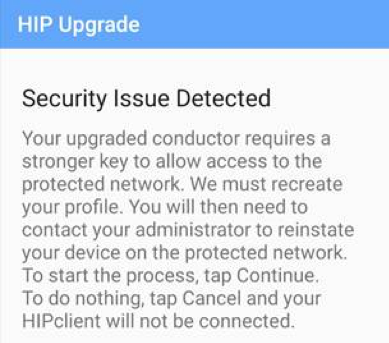 HIP Upgrade
Security Issue Detected
Your upgraded conductor requires a
stronger key to allow access to the
protected network. We must recreate
your profile. You will then need to
contact your administrator to reinstate
your device on the protected network.
To start the process, tap Continue.
To do nothing, tap Cancel and your
HIPclient will not be connected.